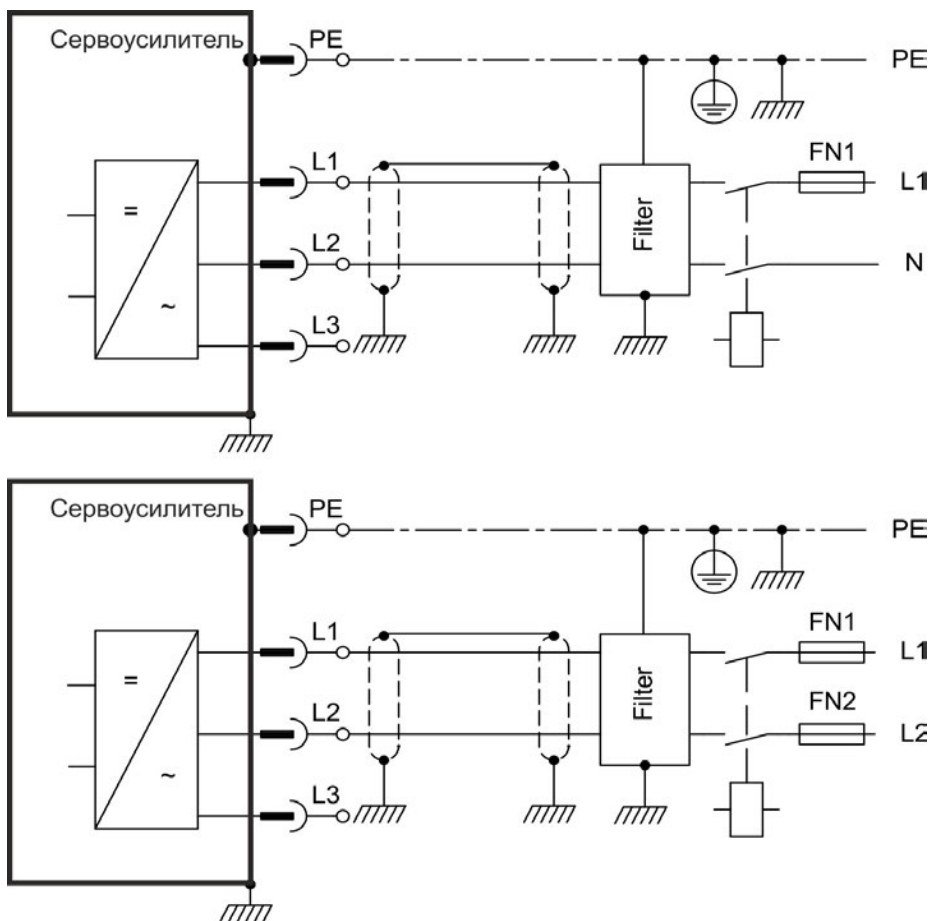 Сервоусилитель
PE
PE
FN1
L1
L1
=
L2
Filter
N
~
L3
Сервоусилитель
PE
PE
FN1
L1
L1
=
FN2
L2
Filter
L2
~
L3